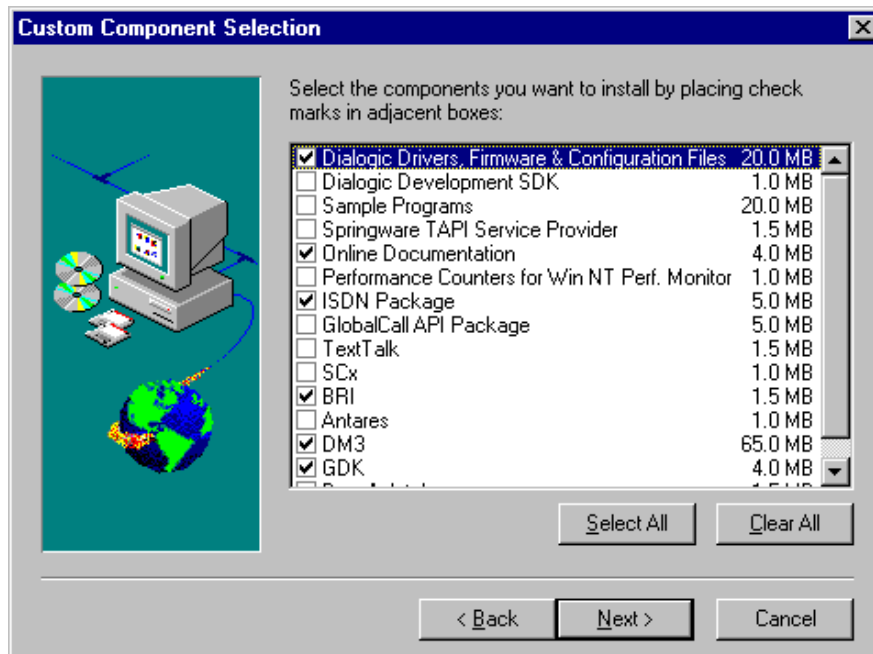 Custom Component Selection
Select the components you want to install by placing check
marks in adjacent boxes:
Dialogic Drivers, Firmware & Configuration Files 20.0 MB
Dialogic Development SDK 1.0 MB
Sample Programs 20.0 MB
Springware TAPI Service Provider 1.5 MB
Online Documentation 4.0 MB
Performance Counters for Win NT Perf. Monitor 1.0 MB
ISDN Package 5.0 MB
GlobalCall API Package 5.0 MB
TextTalk 1.5 MB
SCx 1.0 MB
BRI 1.5 MB
Antares 1.0 MB
DM3 65.0 MB
GDK 4.0 MB
Select All Clear All
< Back Next > Cancel